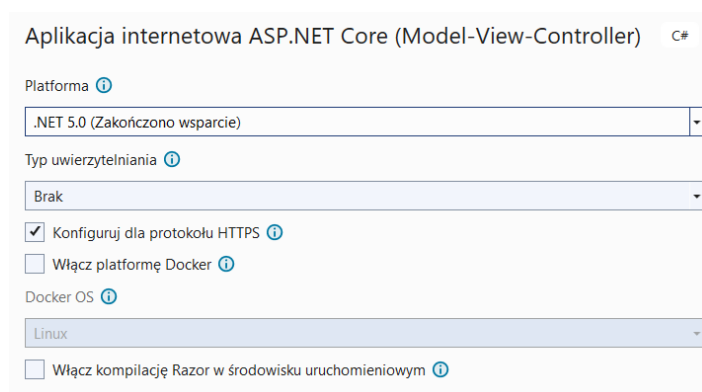 Aplikacja internetowa ASP.NET Core (Model-View-Controller) C#
Platforma
.NET 5.0 (Zakończono wsparcie)
Typ uwierzytelniania
Brak
Konfiguruj dla protokołu HTTPS
Włącz platformę Docker
Docker OS
Linux
Włącz kompilację Razor w środowisku uruchomieniowym